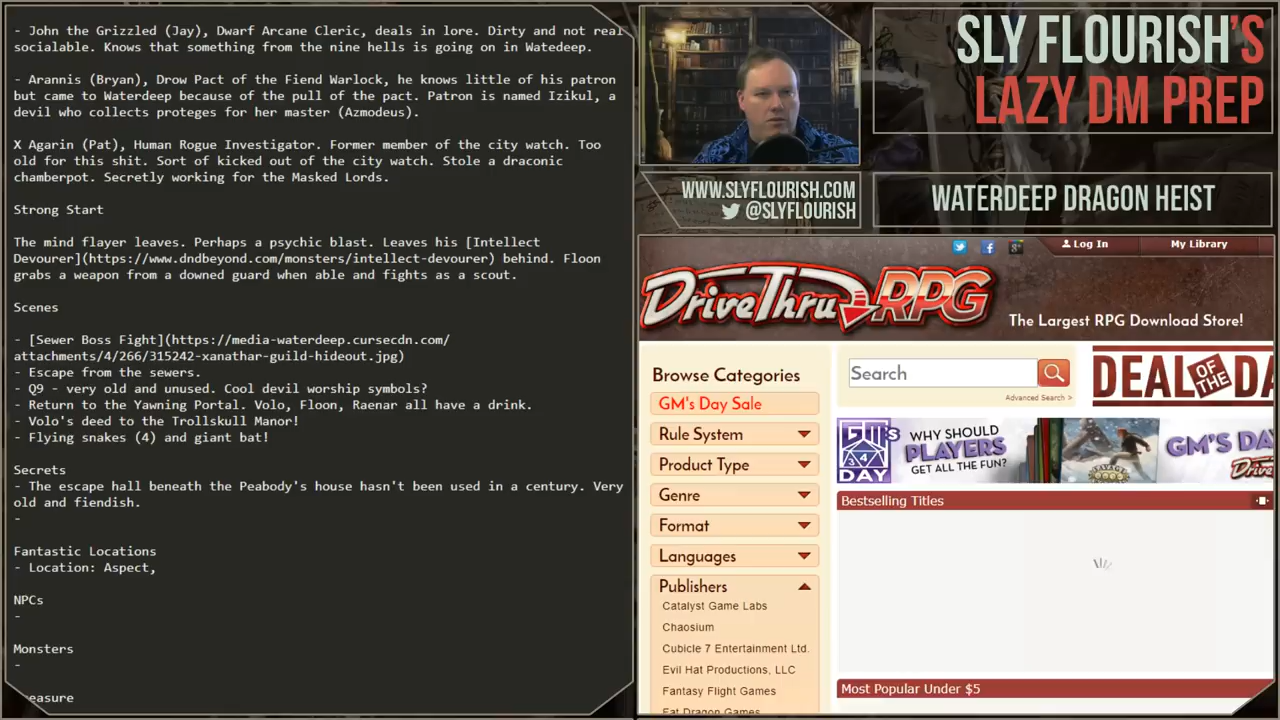 - John the Grizzled (Jay), Dwarf Arcane Cleric, deals in lore. Dirty and not real
socialable. Knows that something from the nine hells is going on in Watedeep.
- Arannis (Bryan), Drow Pact of the Fiend Warlock, he knows little of his patron
but came to Waterdeep because of the pull of the pact. Patron is named Izikul, a
devil who collects proteges for her master (Azmodeus).
X Agarin (Pat), Human Rogue Investigator. Former member of the city watch. Too
old for this shit. Sort of kicked out of the city watch. Stole a draconic
chamberpot. Secretly working for the Masked Lords.
Strong Start
The mind flayer leaves. Perhaps a psychic blast. Leaves his [Intellect
Devourer](https://www.dndbeyond.com/monsters/intellect-devourer) behind. Floon
grabs a weapon from a downed guard when able and fights as a scout.
Scenes
- [Sewer Boss Fight](https://media-waterdeep.cursecdn.com/
attachments/4/266/315242-xanathar-guild-hideout.jpg)
- Escape from the sewers.
- Q9 - very old and unused. Cool devil worship symbols?
- Return to the Yawning Portal. Volo, Floon, Raenar all have a drink.
- Volo's deed to the Trollskull Manor!
- Flying snakes (4) and giant bat!
Secrets
- The escape hall beneath the Peabody's house hasn't been used in a century. Very
old and fiendish.
-
Fantastic Locations
- Location: Aspect,
NPCs
-
Monsters
-
easure
SLY FLOURISH'S
LAZY DM PREP
WWW.SLYFLOURISH.COM
@SLYFLOURISH
WATERDEEP DRAGON HEIST
Log In
My Library
DriveThruRPG
The Largest RPG Download Store!
Browse Categories
GM's Day Sale
Rule System
Product Type
Genre
Format
Languages
Publishers
Catalyst Game Labs
Chaosium
Cubicle 7 Entertainment Ltd.
Evil Hat Productions, LLC
Fantasy Flight Games
Fat Dragon Games
Search
Advanced Search >
DEAL OF THE DA
GM's DAY
WHY SHOULD
PLAYERS
GET ALL THE FUN?
GM'S DA
Bestselling Titles
Most Popular Under $5